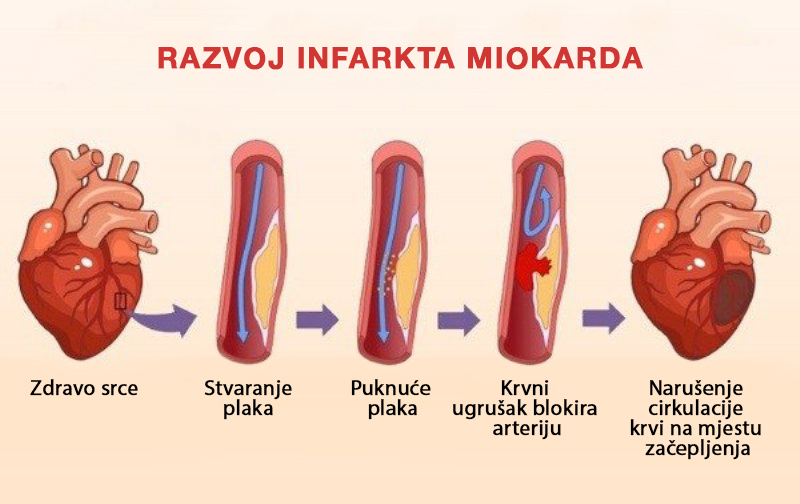 RAZVOJ INFARKTA MIOKARDA
Zdravo srce
Stvaranje
plaka
Puknuće
plaka
Krvni
ugrušak blokira
arteriju
Narušenje
cirkulacije
krvi na mjestu
začepljenja